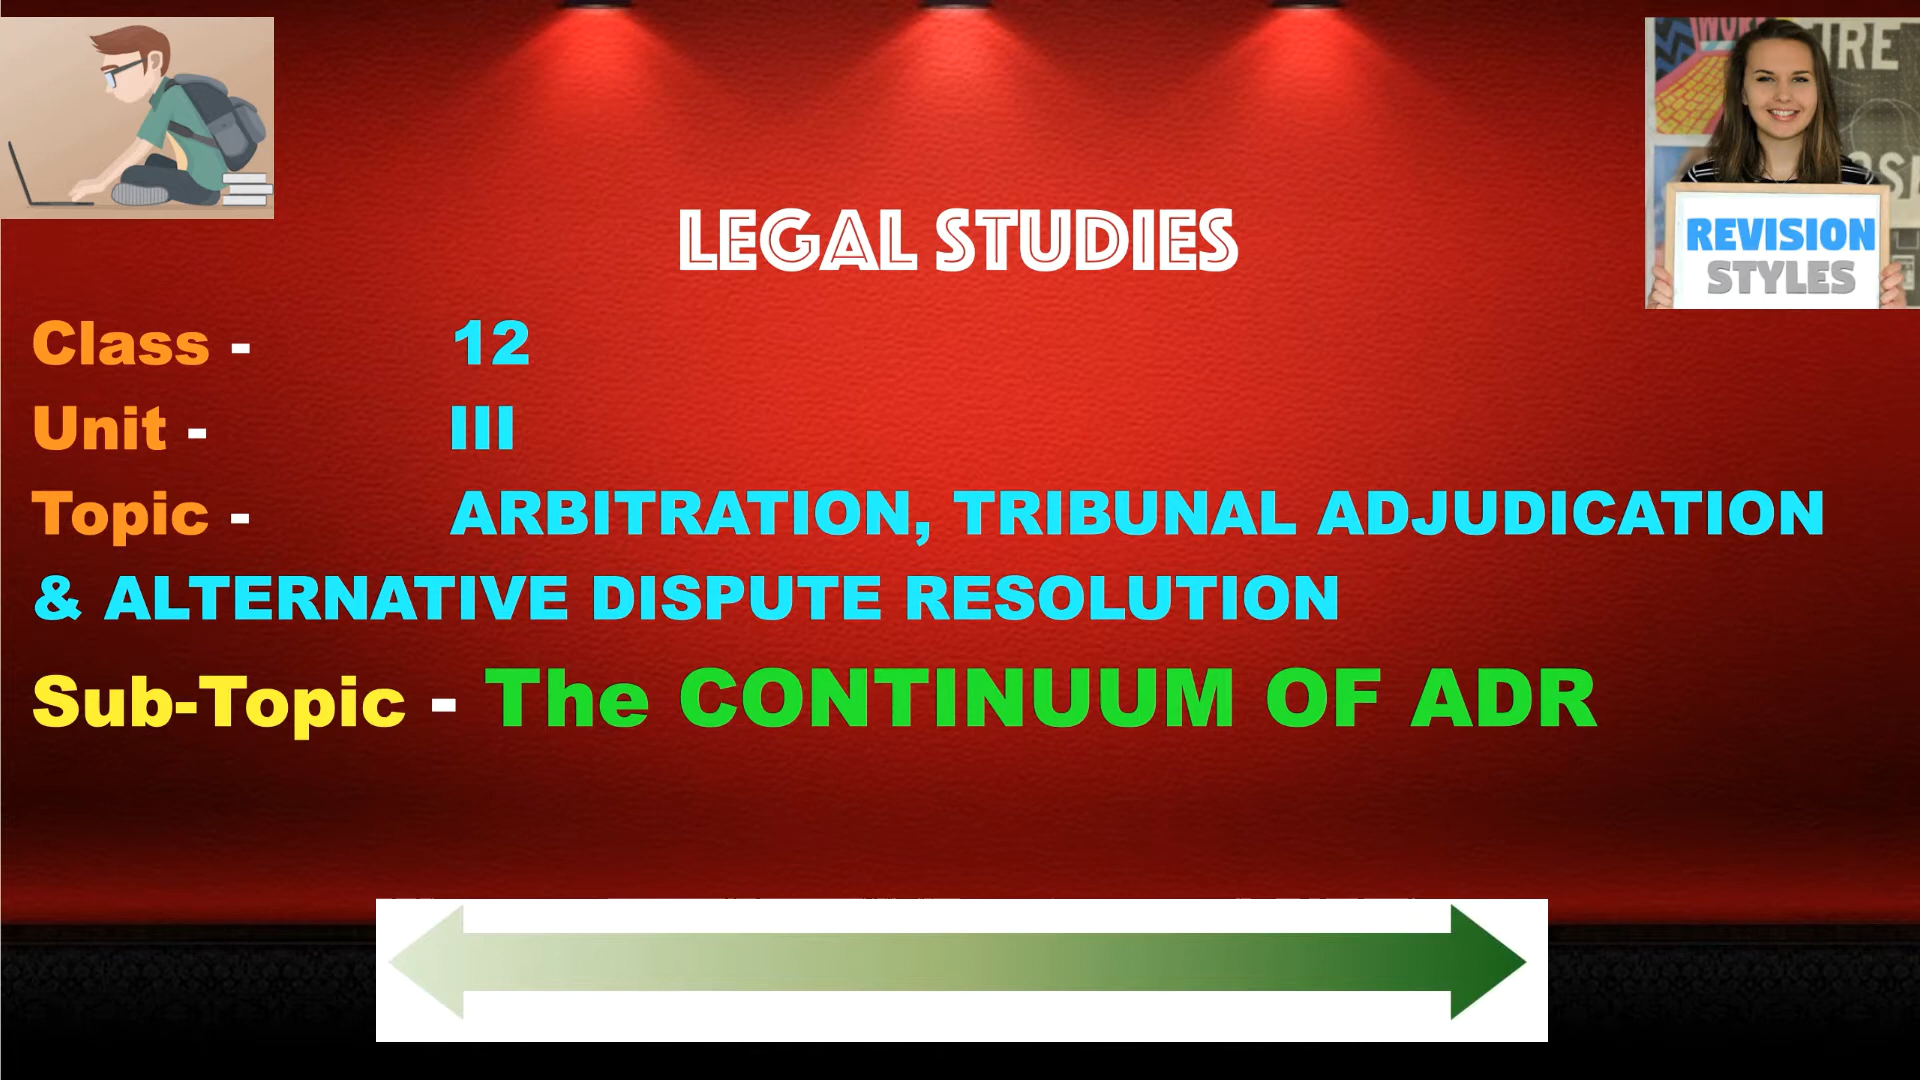 LEGAL STUDIES
REVISION
STYLES
Class - 12
Unit - III
Topic - ARBITRATION, TRIBUNAL ADJUDICATION
& ALTERNATIVE DISPUTE RESOLUTION
Sub-Topic - The CONTINUUM OF ADR